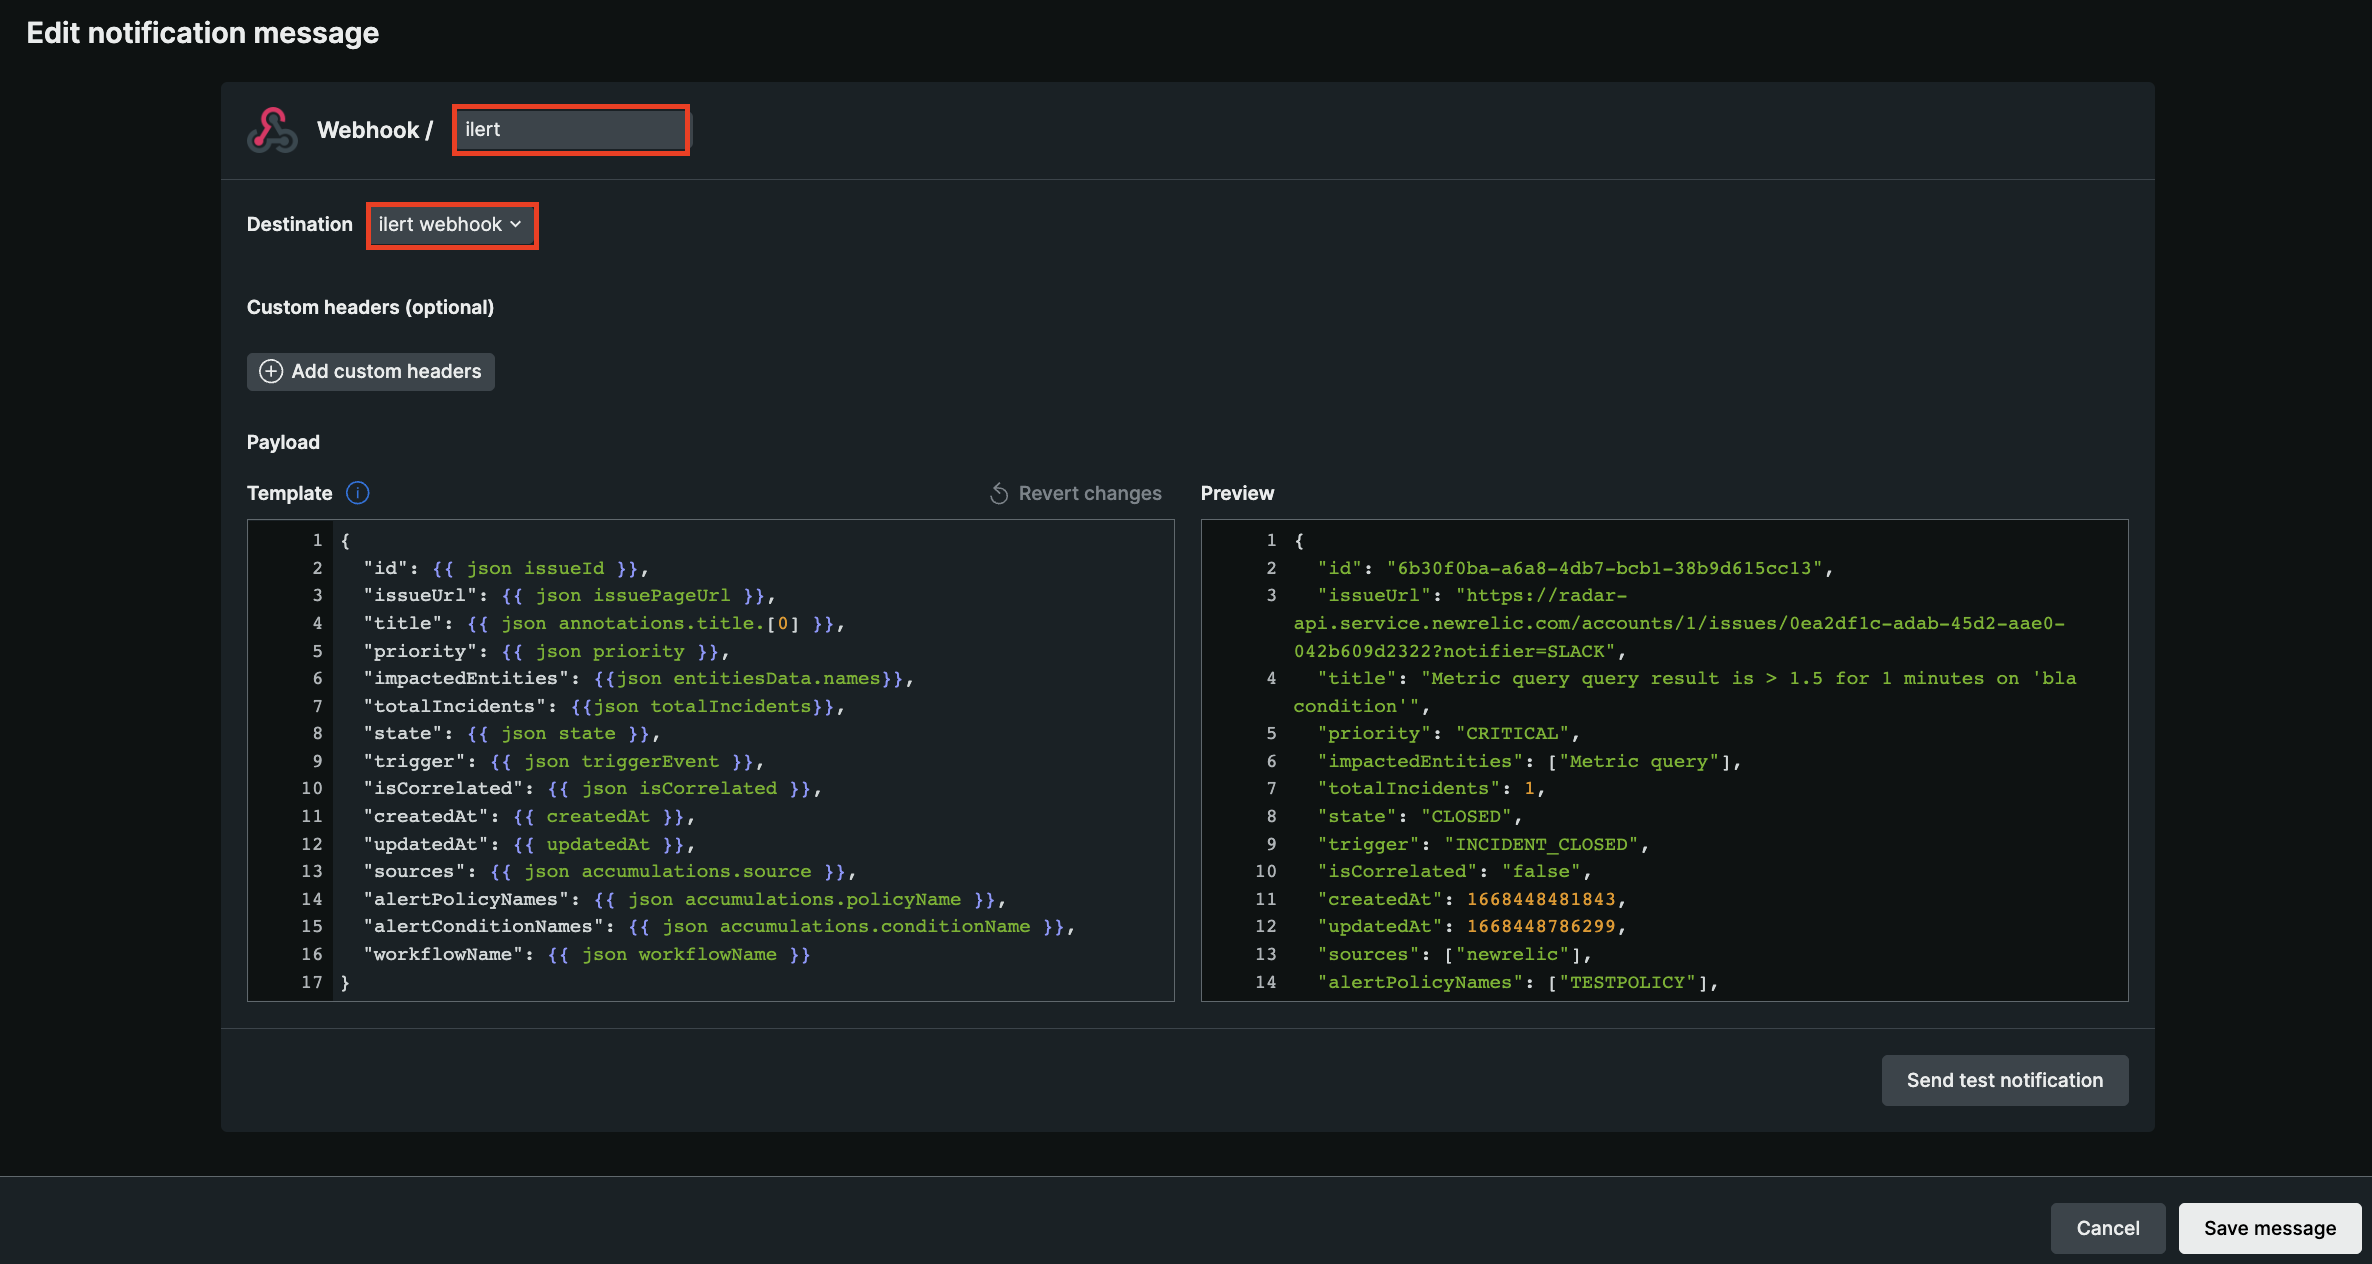 Edit notification message
Webhook / ilert
Destination ilert webhook
Custom headers (optional)
Add custom headers
Payload
Template
Revert changes
1 {
2 "id": {{ json issueId }},
3 "issueUrl": {{ json issuePageUrl }},
4 "title": {{ json annotations.title.[0] }},
5 "priority": {{ json priority }},
6 "impactedEntities": {{json entitiesData.names}},
7 "totalIncidents": {{json totalIncidents}},
8 "state": {{ json state }},
9 "trigger": {{ json triggerEvent }},
10 "isCorrelated": {{ json isCorrelated }},
11 "createdAt": {{ createdAt }},
12 "updatedAt": {{ updatedAt }},
13 "sources": {{ json accumulations.source }},
14 "alertPolicyNames": {{ json accumulations.policyName }},
15 "alertConditionNames": {{ json accumulations.conditionName }},
16 "workflowName": {{ json workflowName }}
17 }
Preview
1 {
2 "id": "6b30f0ba-a6a8-4db7-bcb1-38b9d615cc13",
3 "issueUrl": "https://radar-
api.service.newrelic.com/accounts/1/issues/0ea2df1c-adab-45d2-aae0-
042b609d2322?notifier=SLACK",
4 "title": "Metric query query result is > 1.5 for 1 minutes on 'bla
condition'",
5 "priority": "CRITICAL",
6 "impactedEntities": ["Metric query"],
7 "totalIncidents": 1,
8 "state": "CLOSED",
9 "trigger": "INCIDENT_CLOSED",
10 "isCorrelated": "false",
11 "createdAt": 1668448481843,
12 "updatedAt": 1668448786299,
13 "sources": ["newrelic"],
14 "alertPolicyNames": ["TESTPOLICY"],
Send test notification
Cancel
Save message